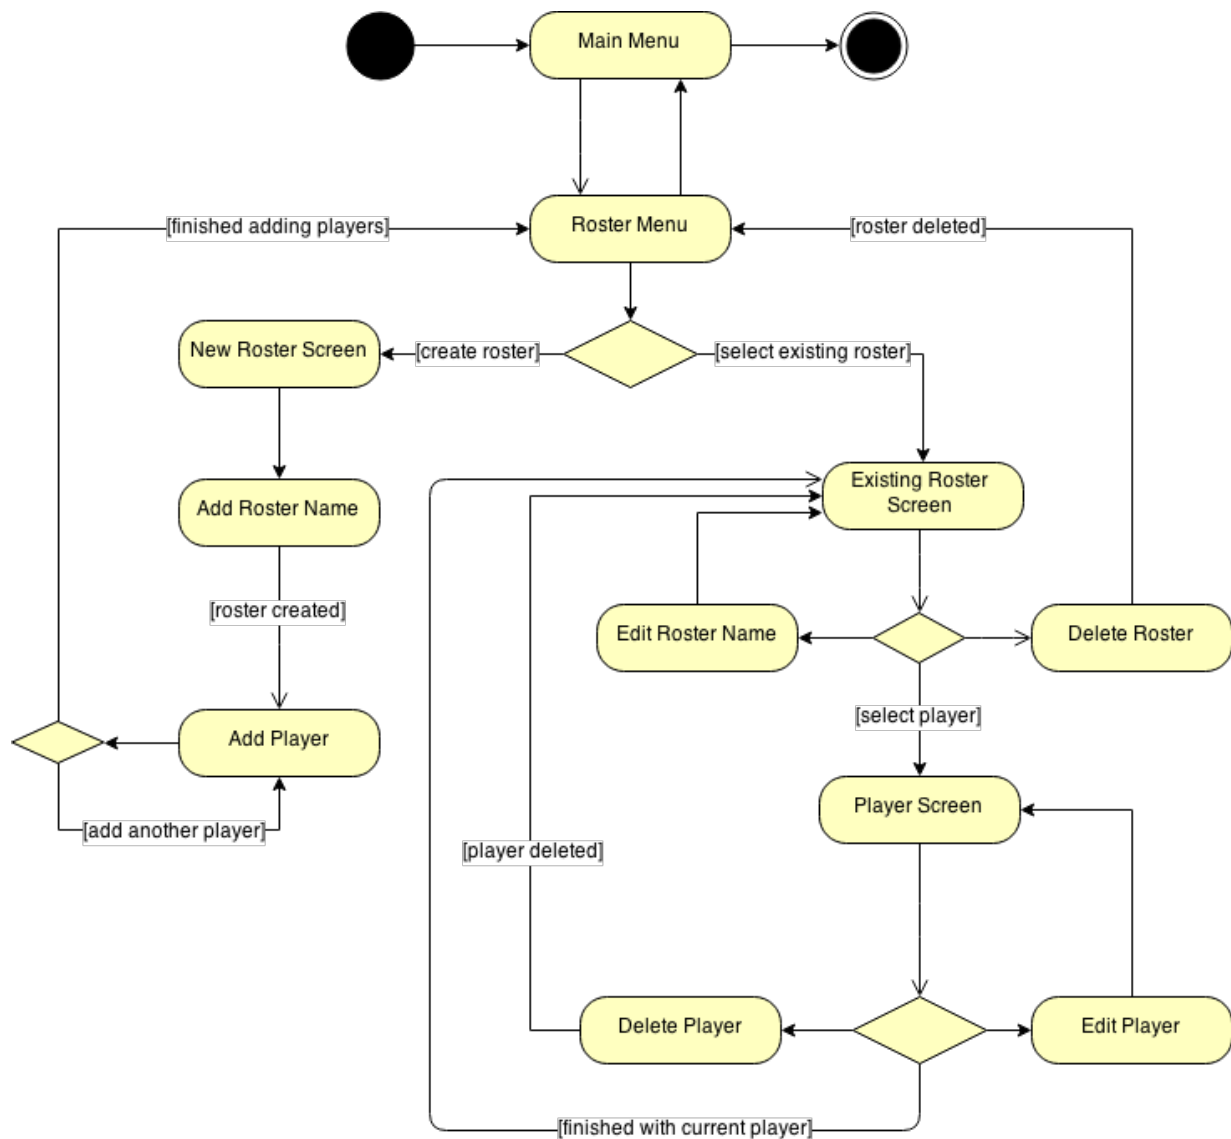 Main Menu
[finished adding players]
Roster Menu
[roster deleted]
New Roster Screen
[create roster]
[select existing roster]
Existing Roster
Screen
Add Roster Name
[roster created]
Edit Roster Name
Delete Roster
[select player]
Add Player
Player Screen
[add another player]
[player deleted]
Delete Player
Edit Player
[finished with current player]